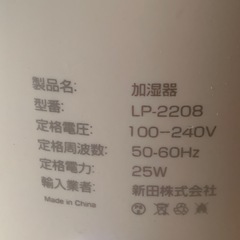 製品名: 加湿器
型番: LP-2208
定格電圧: 100-240V
定格周波数: 50-60Hz
定格電力: 25W
輸入業者: 新田株式会社
Made in China